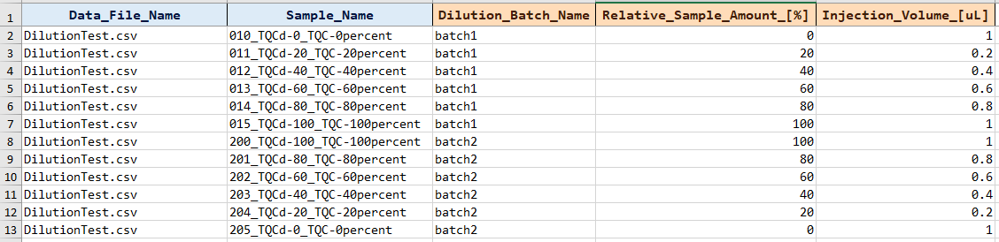 1 Data_File_Name Sample_Name Dilution_Batch_Name Relative_Sample_Amount_[%] Injection_Volume_[uL]
2 DilutionTest.csv 010_TQCd-0_TQC-0percent batch1 0 1
3 DilutionTest.csv 011_TQCd-20_TQC-20percent batch1 20 0.2
4 DilutionTest.csv 012_TQCd-40_TQC-40percent batch1 40 0.4
5 DilutionTest.csv 013_TQCd-60_TQC-60percent batch1 60 0.6
6 DilutionTest.csv 014_TQCd-80_TQC-80percent batch1 80 0.8
7 DilutionTest.csv 015_TQCd-100_TQC-100percent batch1 100 1
8 DilutionTest.csv 200_TQCd-100_TQC-100percent batch2 100 1
9 DilutionTest.csv 201_TQCd-80_TQC-80percent batch2 80 0.8
10 DilutionTest.csv 202_TQCd-60_TQC-60percent batch2 60 0.6
11 DilutionTest.csv 203_TQCd-40_TQC-40percent batch2 40 0.4
12 DilutionTest.csv 204_TQCd-20_TQC-20percent batch2 20 0.2
13 DilutionTest.csv 205_TQCd-0_TQC-0percent batch2 0 1